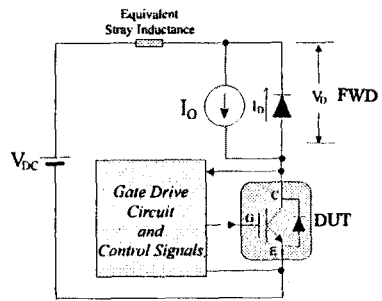 Equivalent
Stray Inductance
I_O
I_D
V_D
FWD
V_DC
Gate Drive
Circuit
and
Control Signals
C
G
E
DUT